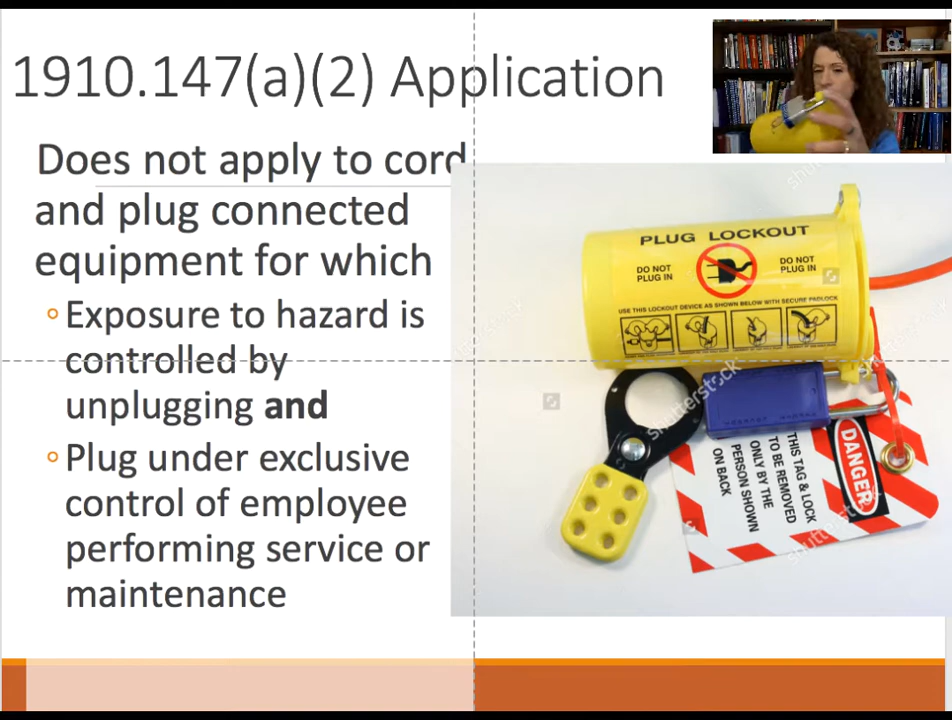 1910.147(a)(2) Application
Does not apply to cord
and plug connected
equipment for which
Exposure to hazard is
controlled by
unplugging and
Plug under exclusive
control of employee
performing service or
maintenance
PLUG LOCKOUT
DO NOT
PLUG IN
DO NOT
PLUG IN
USE THIS LOCKOUT DEVICE AS SHOWN BELOW WITH SECURE PADLOCK
DANGER
THIS TAG & LOCK
TO BE REMOVED
ONLY BY THE
PERSON SHOWN
ON BACK
shutterstock